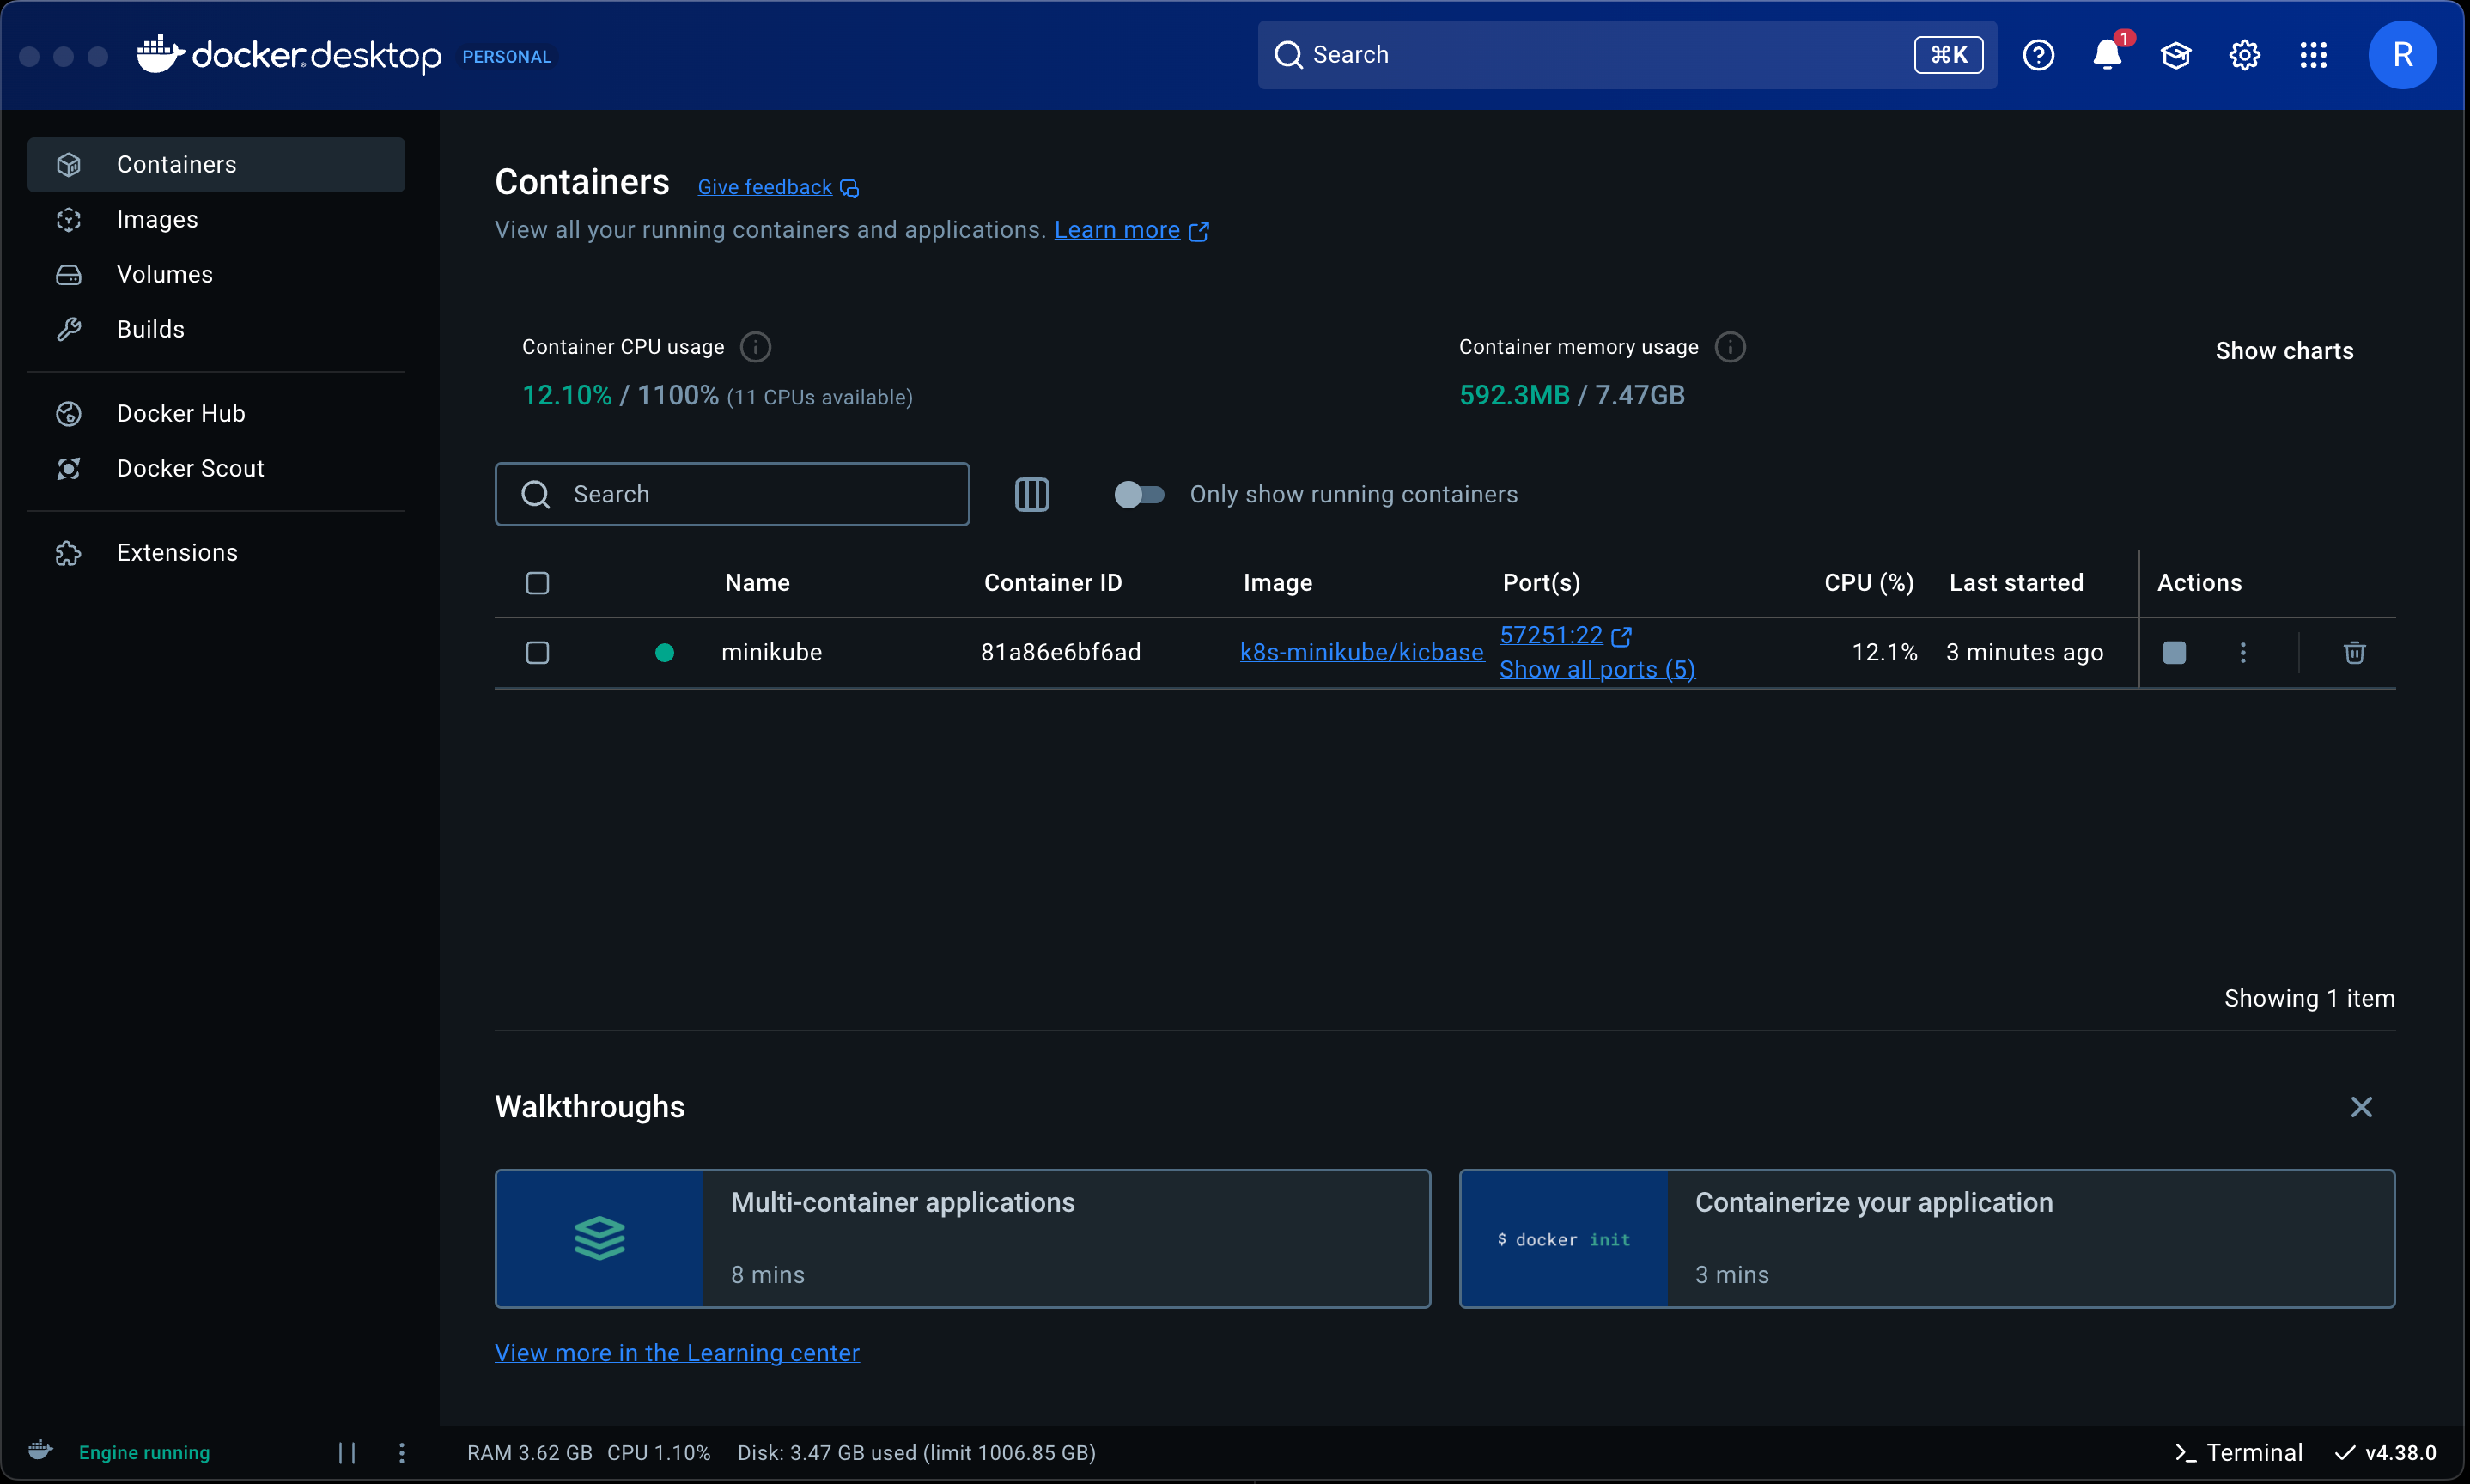 docker.desktop PERSONAL
Search ⌘K
1
R
Containers
Images
Volumes
Builds
Docker Hub
Docker Scout
Extensions
Containers Give feedback
View all your running containers and applications. Learn more
Container CPU usage
12.10% / 1100% (11 CPUs available)
Container memory usage
592.3MB / 7.47GB
Show charts
Search
Only show running containers
Name Container ID Image Port(s) CPU (%) Last started Actions
minikube 81a86e6bf6ad k8s-minikube/kicbase 57251:22 12.1% 3 minutes ago
Show all ports (5)
Showing 1 item
Walkthroughs
Multi-container applications
8 mins
$ docker init
Containerize your application
3 mins
View more in the Learning center
Engine running
RAM 3.62 GB CPU 1.10% Disk: 3.47 GB used (limit 1006.85 GB)
>_ Terminal
v4.38.0